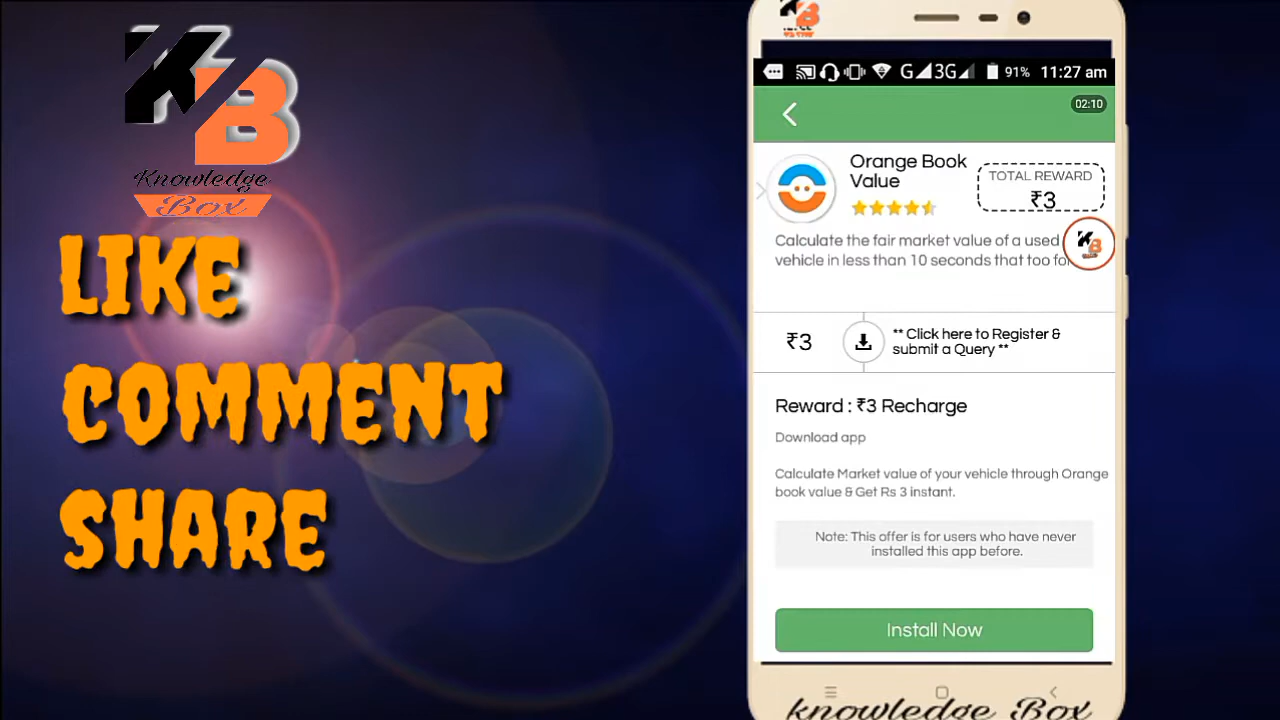 KB
Knowledge
Box
LIKE
COMMENT
SHARE
G 3G 91% 11:27 am
02:10
Orange Book
Value
TOTAL REWARD
₹3
Calculate the fair market value of a used
vehicle in less than 10 seconds that too
₹3
** Click here to Register &
submit a Query **
Reward : ₹3 Recharge
Download app
Calculate Market value of your vehicle through Orange
book value & Get Rs 3 instant.
Note: This offer is for users who have never
installed this app before.
Install Now
knowledge Box